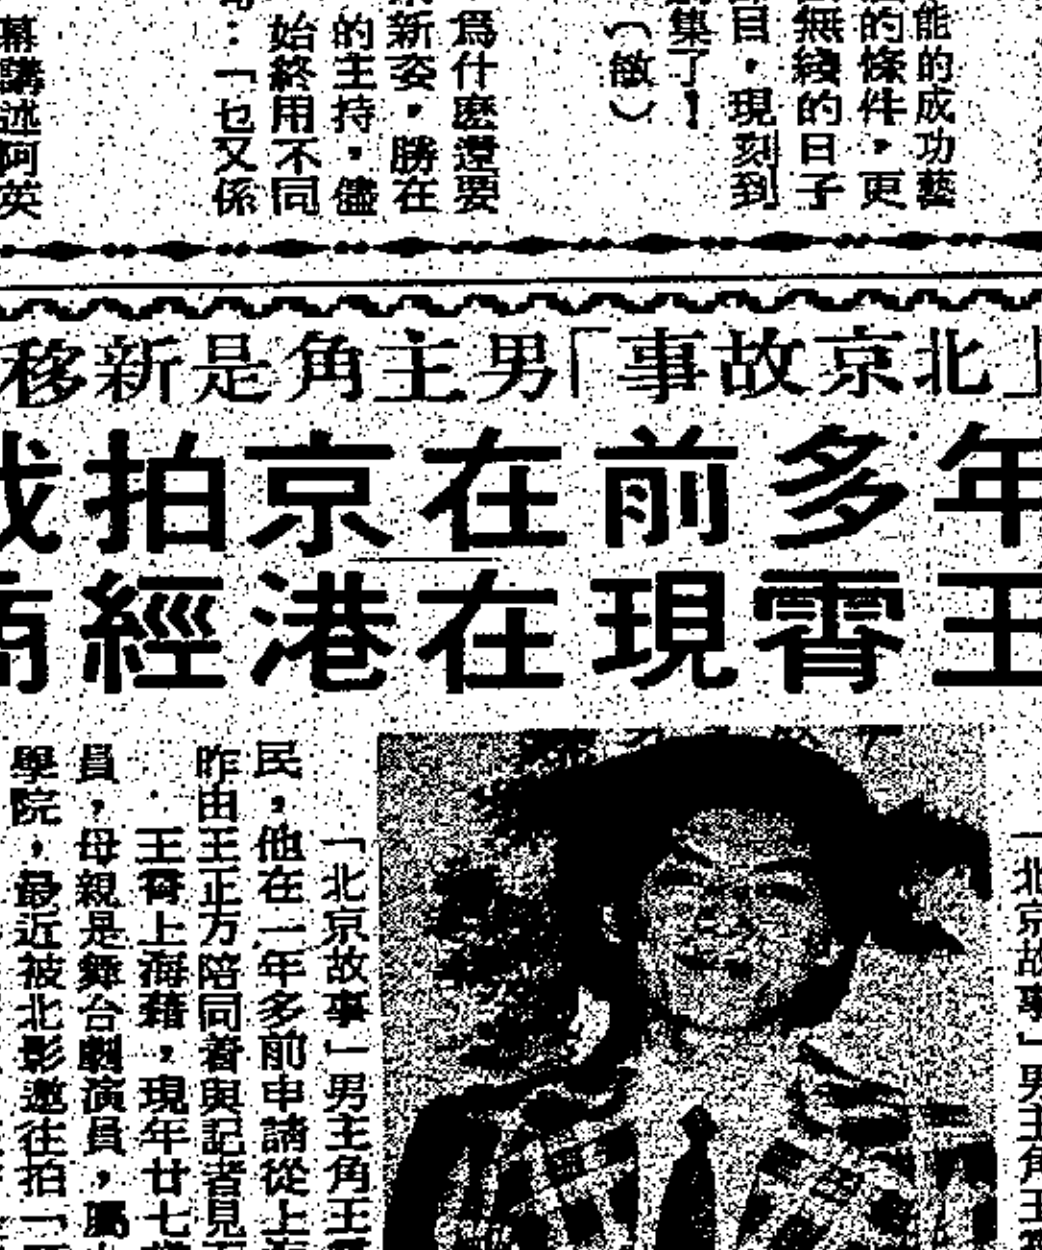 能的成功藝
的條件，更
無綫的日子
目，現刻到
集了！
（敏）
爲什麽還要
新姿，勝在
的主持，儘
始終用不同
：「乜又係
幕講述阿英
「北京故事」男主角是新移
年多前在京拍戏
王霄現在港經商
「北京故事」男主角王
「北京故事」男主角王
民，他在一年多前申請從上
昨由王正方陪同着與記者見
王霄上海藉，現年廿七
員，母親是舞台劇演員，屬
學院，最近被北影邀往拍「